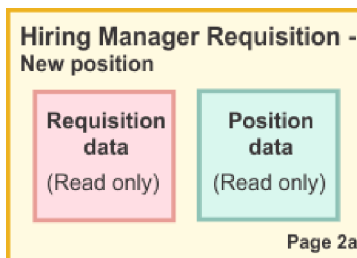 Hiring Manager Requisition -
New position
Requisition
data
(Read only)
Position
data
(Read only)
Page 2a